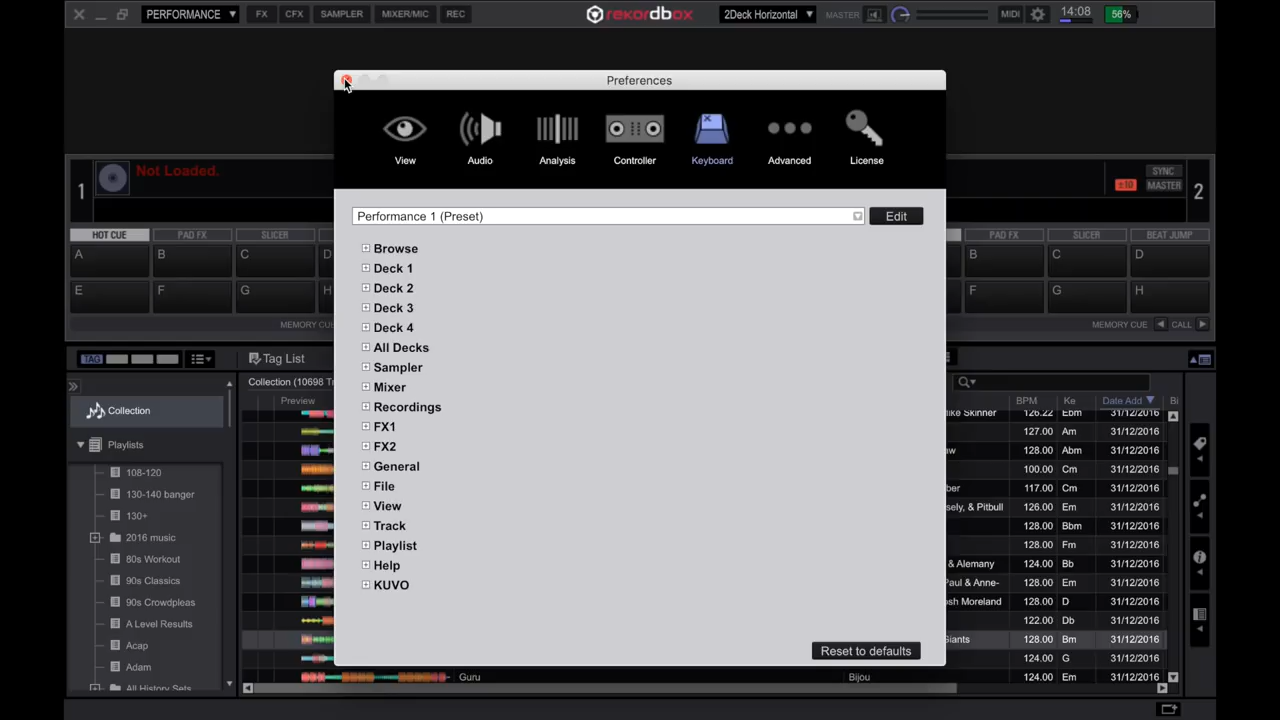 PERFORMANCE FX CFX SAMPLER MIXER/MIC REC rekordbox 2Deck Horizontal MASTER MIDI 14:08 56%
Preferences
View Audio Analysis Controller Keyboard Advanced License
1 Not Loaded. ±10 SYNC MASTER 2
Performance 1 (Preset) Edit
HOT CUE PAD FX SLICER PAD FX SLICER BEAT JUMP
A B C D B C D
E F G H F G H
MEMORY CUE MEMORY CUE CALL
Browse
Deck 1
Deck 2
Deck 3
Deck 4
All Decks
Sampler
Mixer
Recordings
FX1
FX2
General
File
View
Track
Playlist
Help
KUVO
Reset to defaults
TAG Tag List
Collection
Playlists
108-120
130-140 banger
130+
2016 music
80s Workout
90s Classics
90s Crowdpleas
A Level Results
Acap
Adam
All History Sets
Collection (10698 Tr
Preview BPM Ke Date Add Bi
like Skinner 126.22 Ebm 31/12/2016
127.00 Am 31/12/2016
aw 128.00 Abm 31/12/2016
100.00 Cm 31/12/2016
ber 117.00 Cm 31/12/2016
sely, & Pitbull 126.00 Em 31/12/2016
128.00 Bbm 31/12/2016
128.00 Fm 31/12/2016
& Alemany 124.00 Bb 31/12/2016
Paul & Anne- 128.00 Em 31/12/2016
osh Moreland 128.00 D 31/12/2016
122.00 Db 31/12/2016
Giants 128.00 Bm 31/12/2016
124.00 G 31/12/2016
Guru Bijou 124.00 Em 31/12/2016